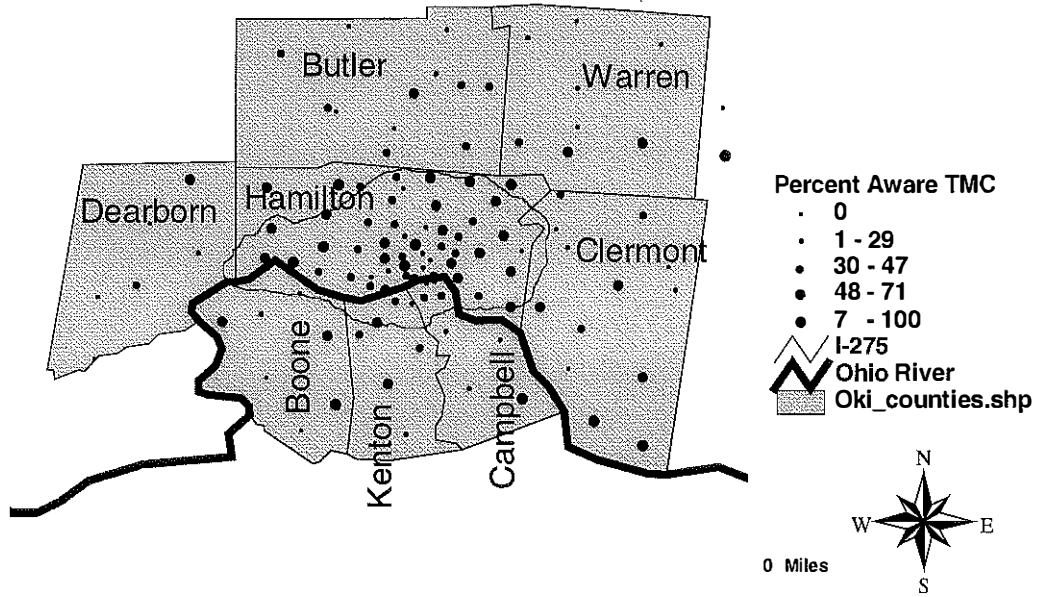 Butler
Warren
Dearborn
Hamilton
Clermont
Boone
Kenton
Campbell
Percent Aware TMC
0
1 - 29
30 - 47
48 - 71
7 - 100
I-275
Ohio River
Oki_counties.shp
N
W E
S
0 Miles